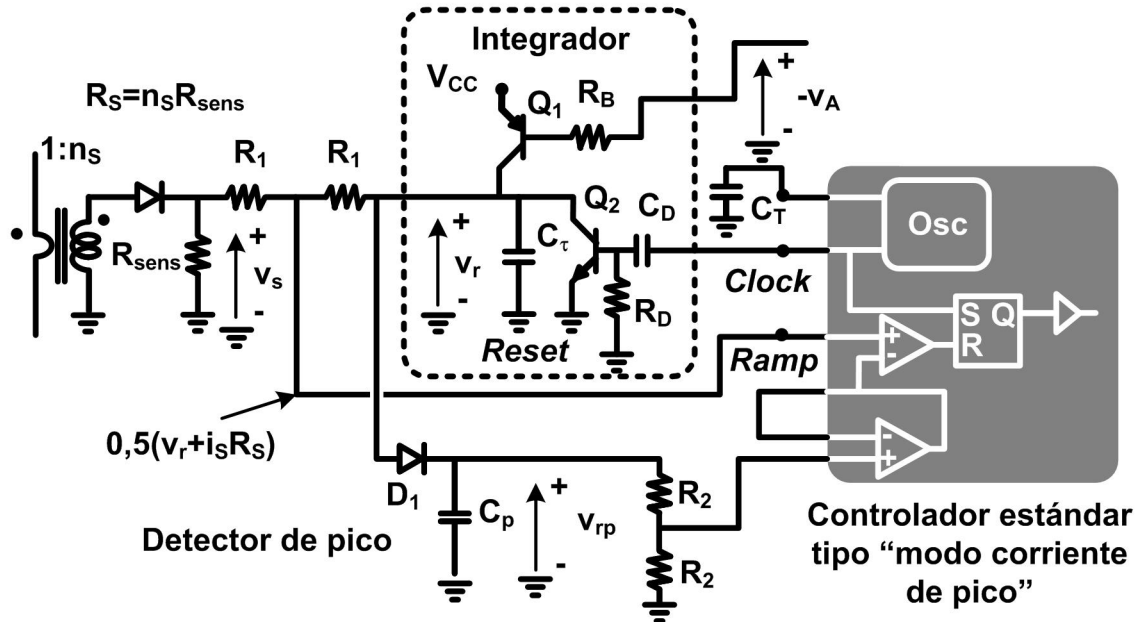 Integrador
V_CC
Q_1
R_B
+
-v_A
-
R_S=n_SR_sens
1:n_S
R_1
R_1
R_sens
+
v_s
-
+
v_r
-
C_τ
Q_2
C_D
R_D
Reset
C_T
Osc
Clock
Ramp
S Q
R
+
-
-
+
0,5(v_r+i_SR_S)
D_1
C_p
+
v_rp
-
R_2
R_2
Detector de pico
Controlador estándar
tipo “modo corriente
de pico”